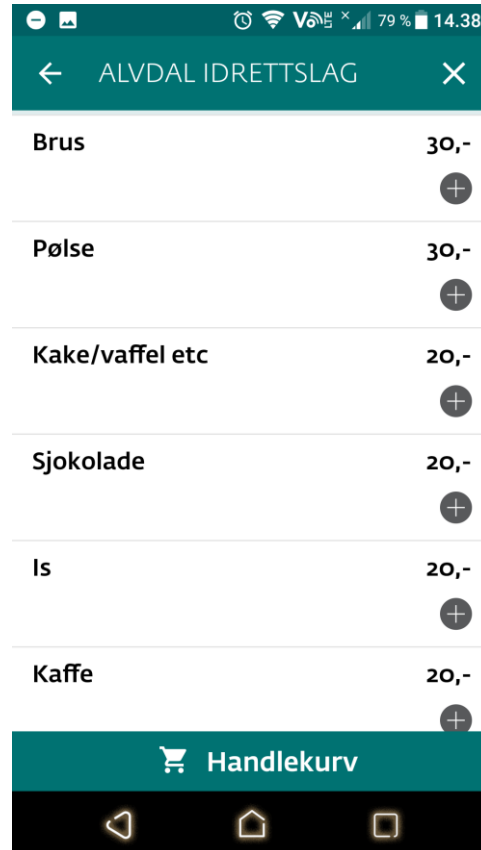 79 % 14.38
ALVDAL IDRETTSLAG
Brus 30,-
Pølse 30,-
Kake/vaffel etc 20,-
Sjokolade 20,-
Is 20,-
Kaffe 20,-
Handlekurv